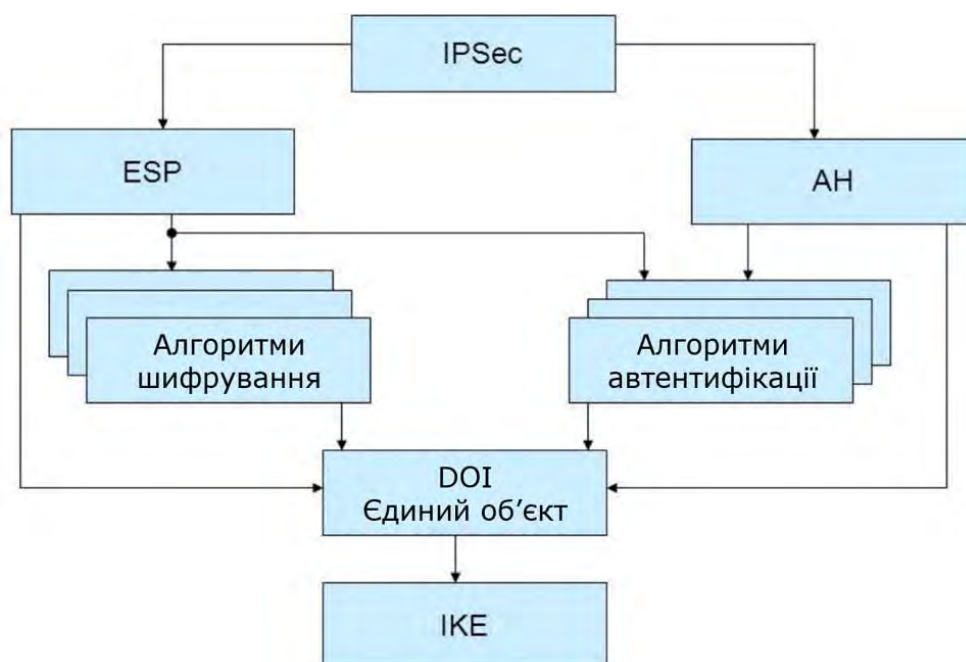 IPSec
ESP
AH
Алгоритми
шифрування
Алгоритми
автентифікації
DOI
Єдиний об’єкт
IKE